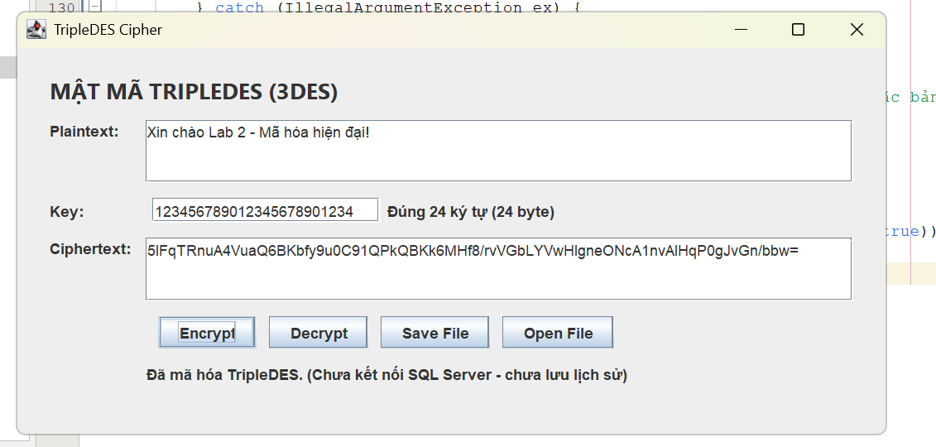 130
} catch (IllegalArgumentException ex) {
TripleDES Cipher
MẬT MÃ TRIPLEDES (3DES)
Plaintext:
Xin chào Lab 2 - Mã hóa hiện đại!
Key:
123456789012345678901234
Đúng 24 ký tự (24 byte)
Ciphertext:
5lFqTRnuA4VuaQ6BKbfy9u0C91QPkQBKk6MHf8/rvVGbLYVwHlgneONcA1nvAlHqP0gJvGn/bbw=
Encrypt
Decrypt
Save File
Open File
Đã mã hóa TripleDES. (Chưa kết nối SQL Server - chưa lưu lịch sử)
ác bản
true))